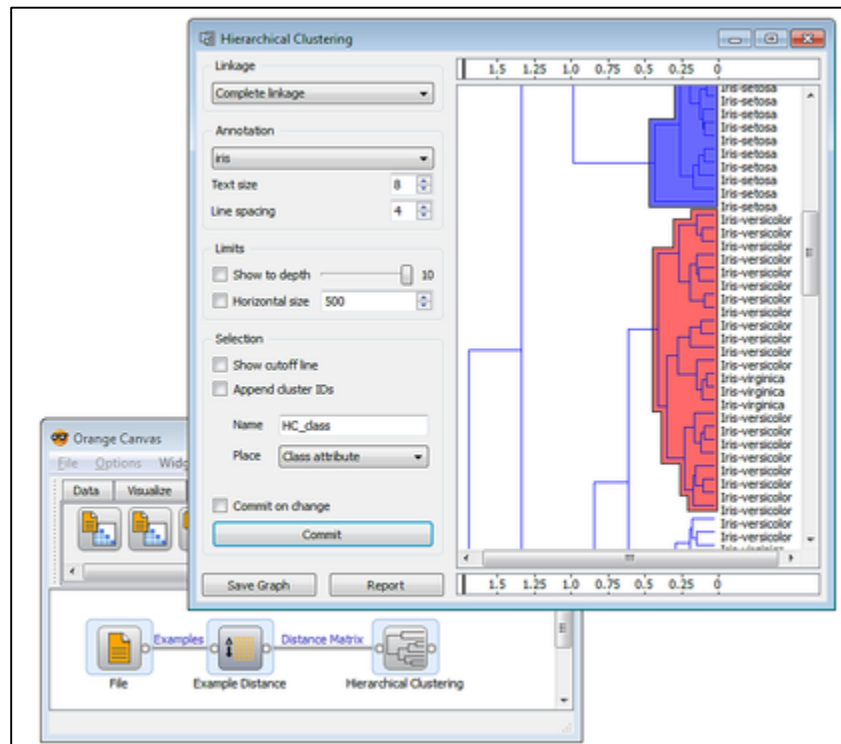 Hierarchical Clustering
Linkage
Complete linkage
Annotation
iris
Text size 8
Line spacing 4
Limits
Show to depth 10
Horizontal size 500
Selection
Show cutoff line
Append cluster IDs
Name HC_class
Place Class attribute
Commit on change
Commit
Save Graph Report
1.5 1.25 1.0 0.75 0.5 0.25 0
Iris-setosa
Iris-setosa
Iris-setosa
Iris-setosa
Iris-setosa
Iris-setosa
Iris-setosa
Iris-setosa
Iris-setosa
Iris-setosa
Iris-versicolor
Iris-versicolor
Iris-versicolor
Iris-versicolor
Iris-versicolor
Iris-versicolor
Iris-versicolor
Iris-versicolor
Iris-versicolor
Iris-versicolor
Iris-versicolor
Iris-versicolor
Iris-virginica
Iris-virginica
Iris-virginica
Iris-versicolor
Iris-versicolor
Iris-versicolor
Iris-versicolor
Iris-versicolor
Iris-versicolor
Iris-versicolor
Iris-versicolor
Iris-versicolor
Iris-versicolor
1.5 1.25 1.0 0.75 0.5 0.25 0
Orange Canvas
File Options
Data Visualize
Examples Distance Matrix
File Example Distance Hierarchical Clustering